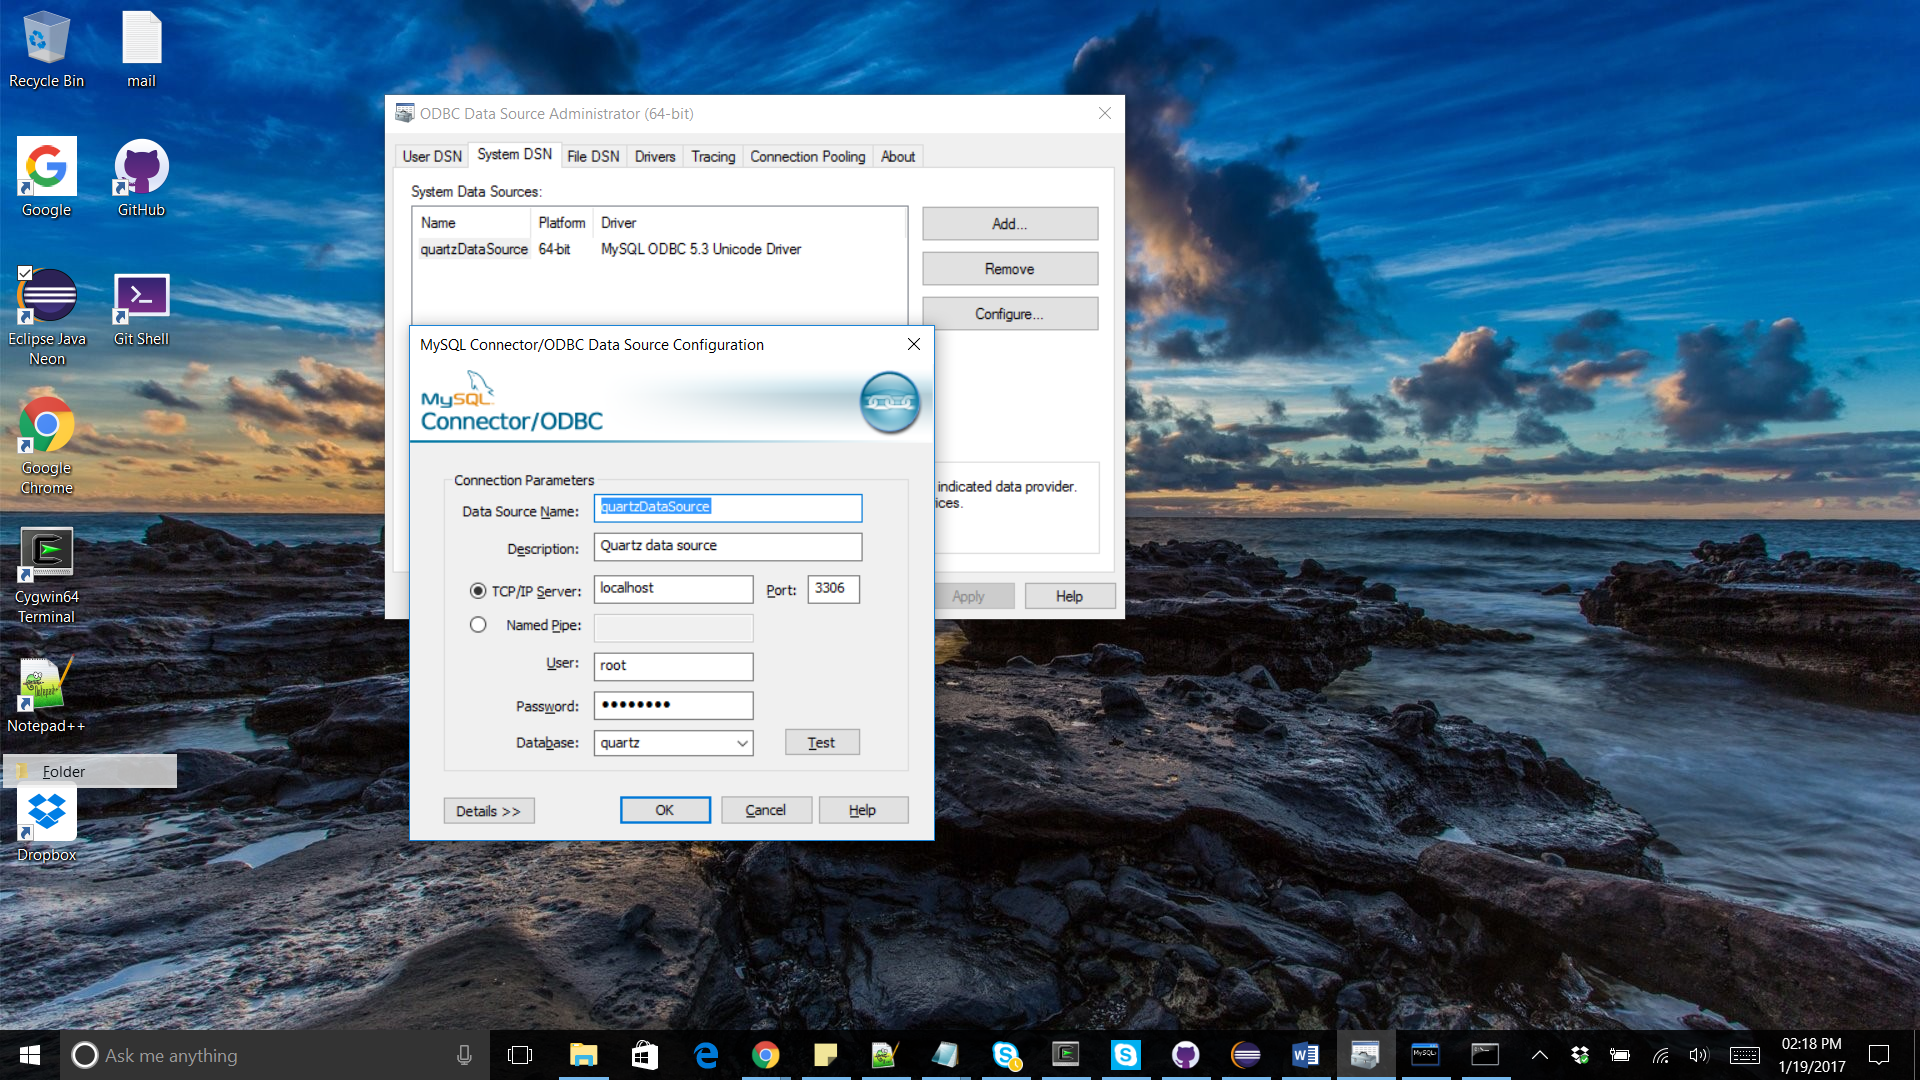 Recycle Bin
mail
Google
GitHub
Eclipse Java
Neon
Git Shell
Google
Chrome
Cygwin64
Terminal
Notepad++
Folder
Dropbox
ODBC Data Source Administrator (64-bit)
User DSN System DSN File DSN Drivers Tracing Connection Pooling About
System Data Sources:
Name Platform Driver
quartzDataSource 64-bit MySQL ODBC 5.3 Unicode Driver
Add...
Remove
Configure...
indicated data provider.
ices.
Apply Help
MySQL Connector/ODBC Data Source Configuration
MySQL
Connector/ODBC
Connection Parameters
Data Source Name: quartzDataSource
Description: Quartz data source
TCP/IP Server: localhost Port: 3306
Named Pipe:
User: root
Password: ••••••••
Database: quartz Test
Details >> OK Cancel Help
Ask me anything
MySQL
02:18 PM
1/19/2017